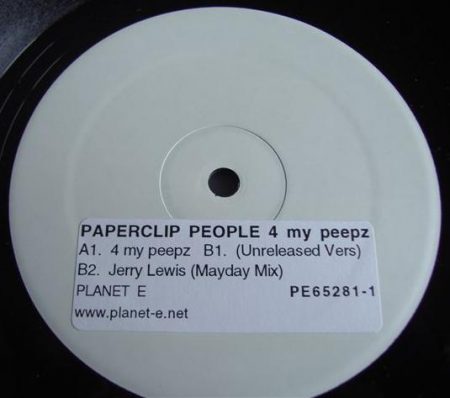 PAPERCLIP PEOPLE 4 my peepz
A1. 4 my peepz B1. (Unreleased Vers)
B2. Jerry Lewis (Mayday Mix)
PLANET E PE65281-1
www.planet-e.net